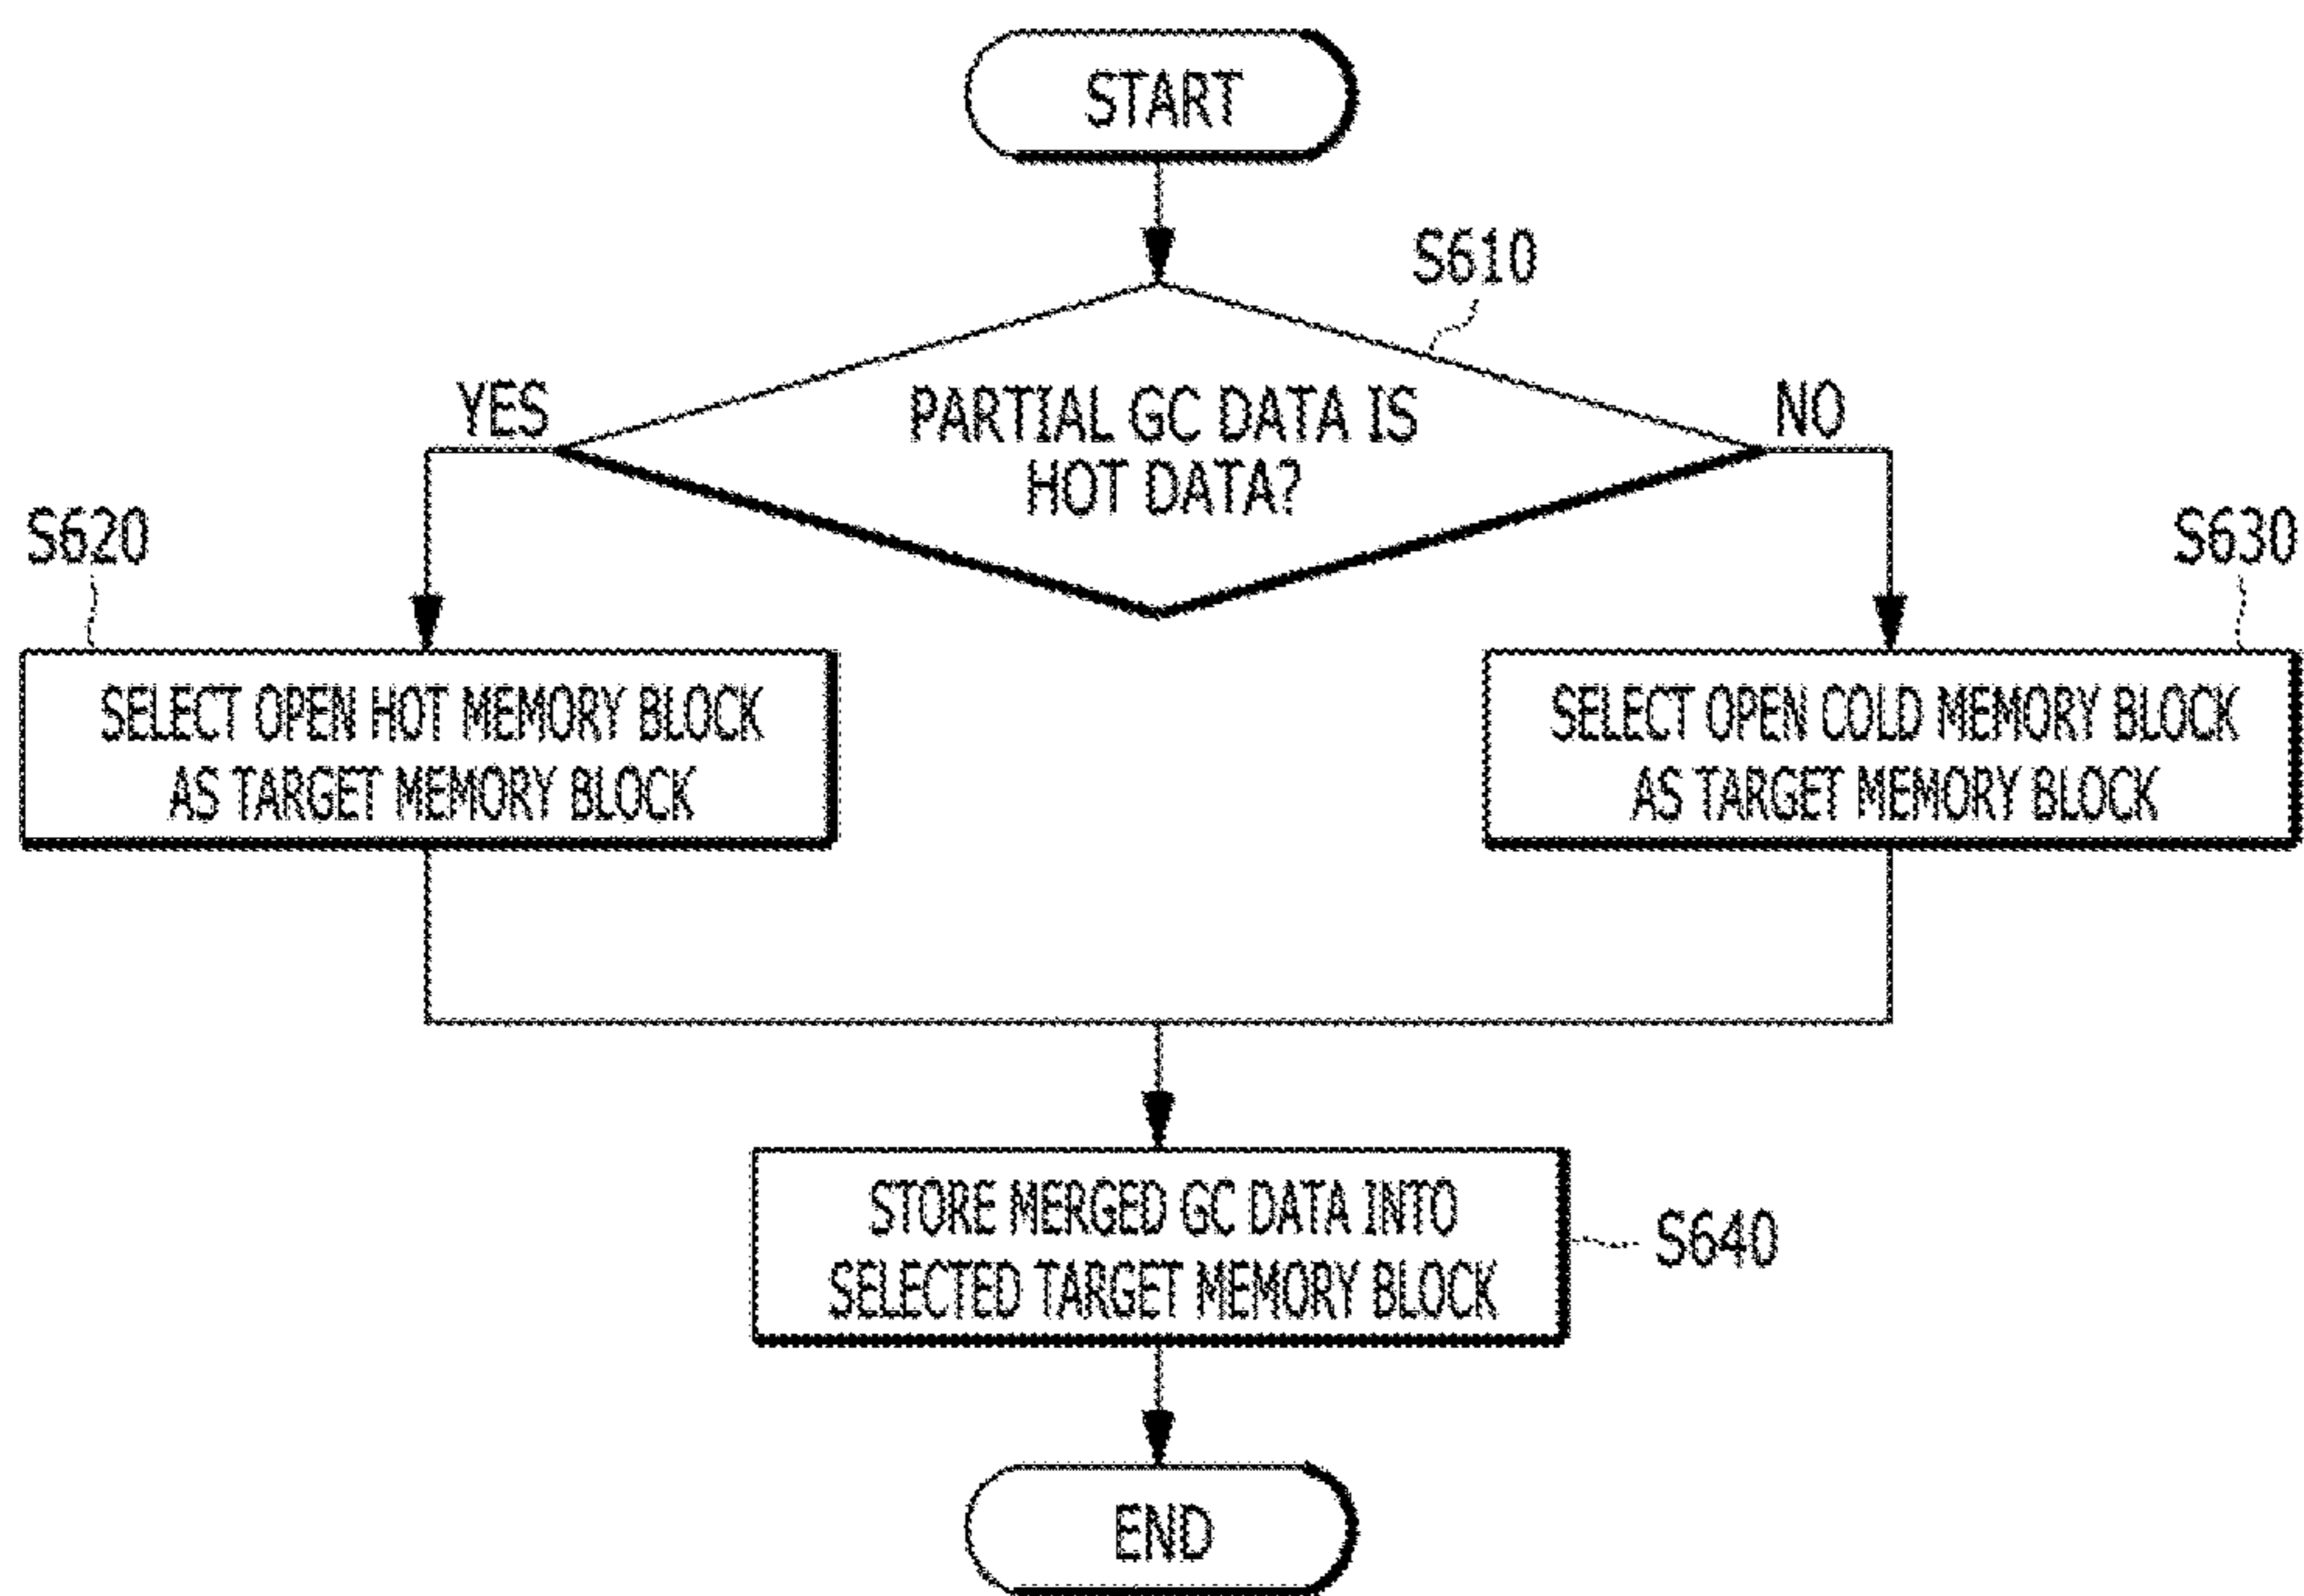 START
S610
PARTIAL GC DATA IS
HOT DATA?
YES
NO
S620
S630
SELECT OPEN HOT MEMORY BLOCK
AS TARGET MEMORY BLOCK
SELECT OPEN COLD MEMORY BLOCK
AS TARGET MEMORY BLOCK
STORE MERGED GC DATA INTO
SELECTED TARGET MEMORY BLOCK
S640
END